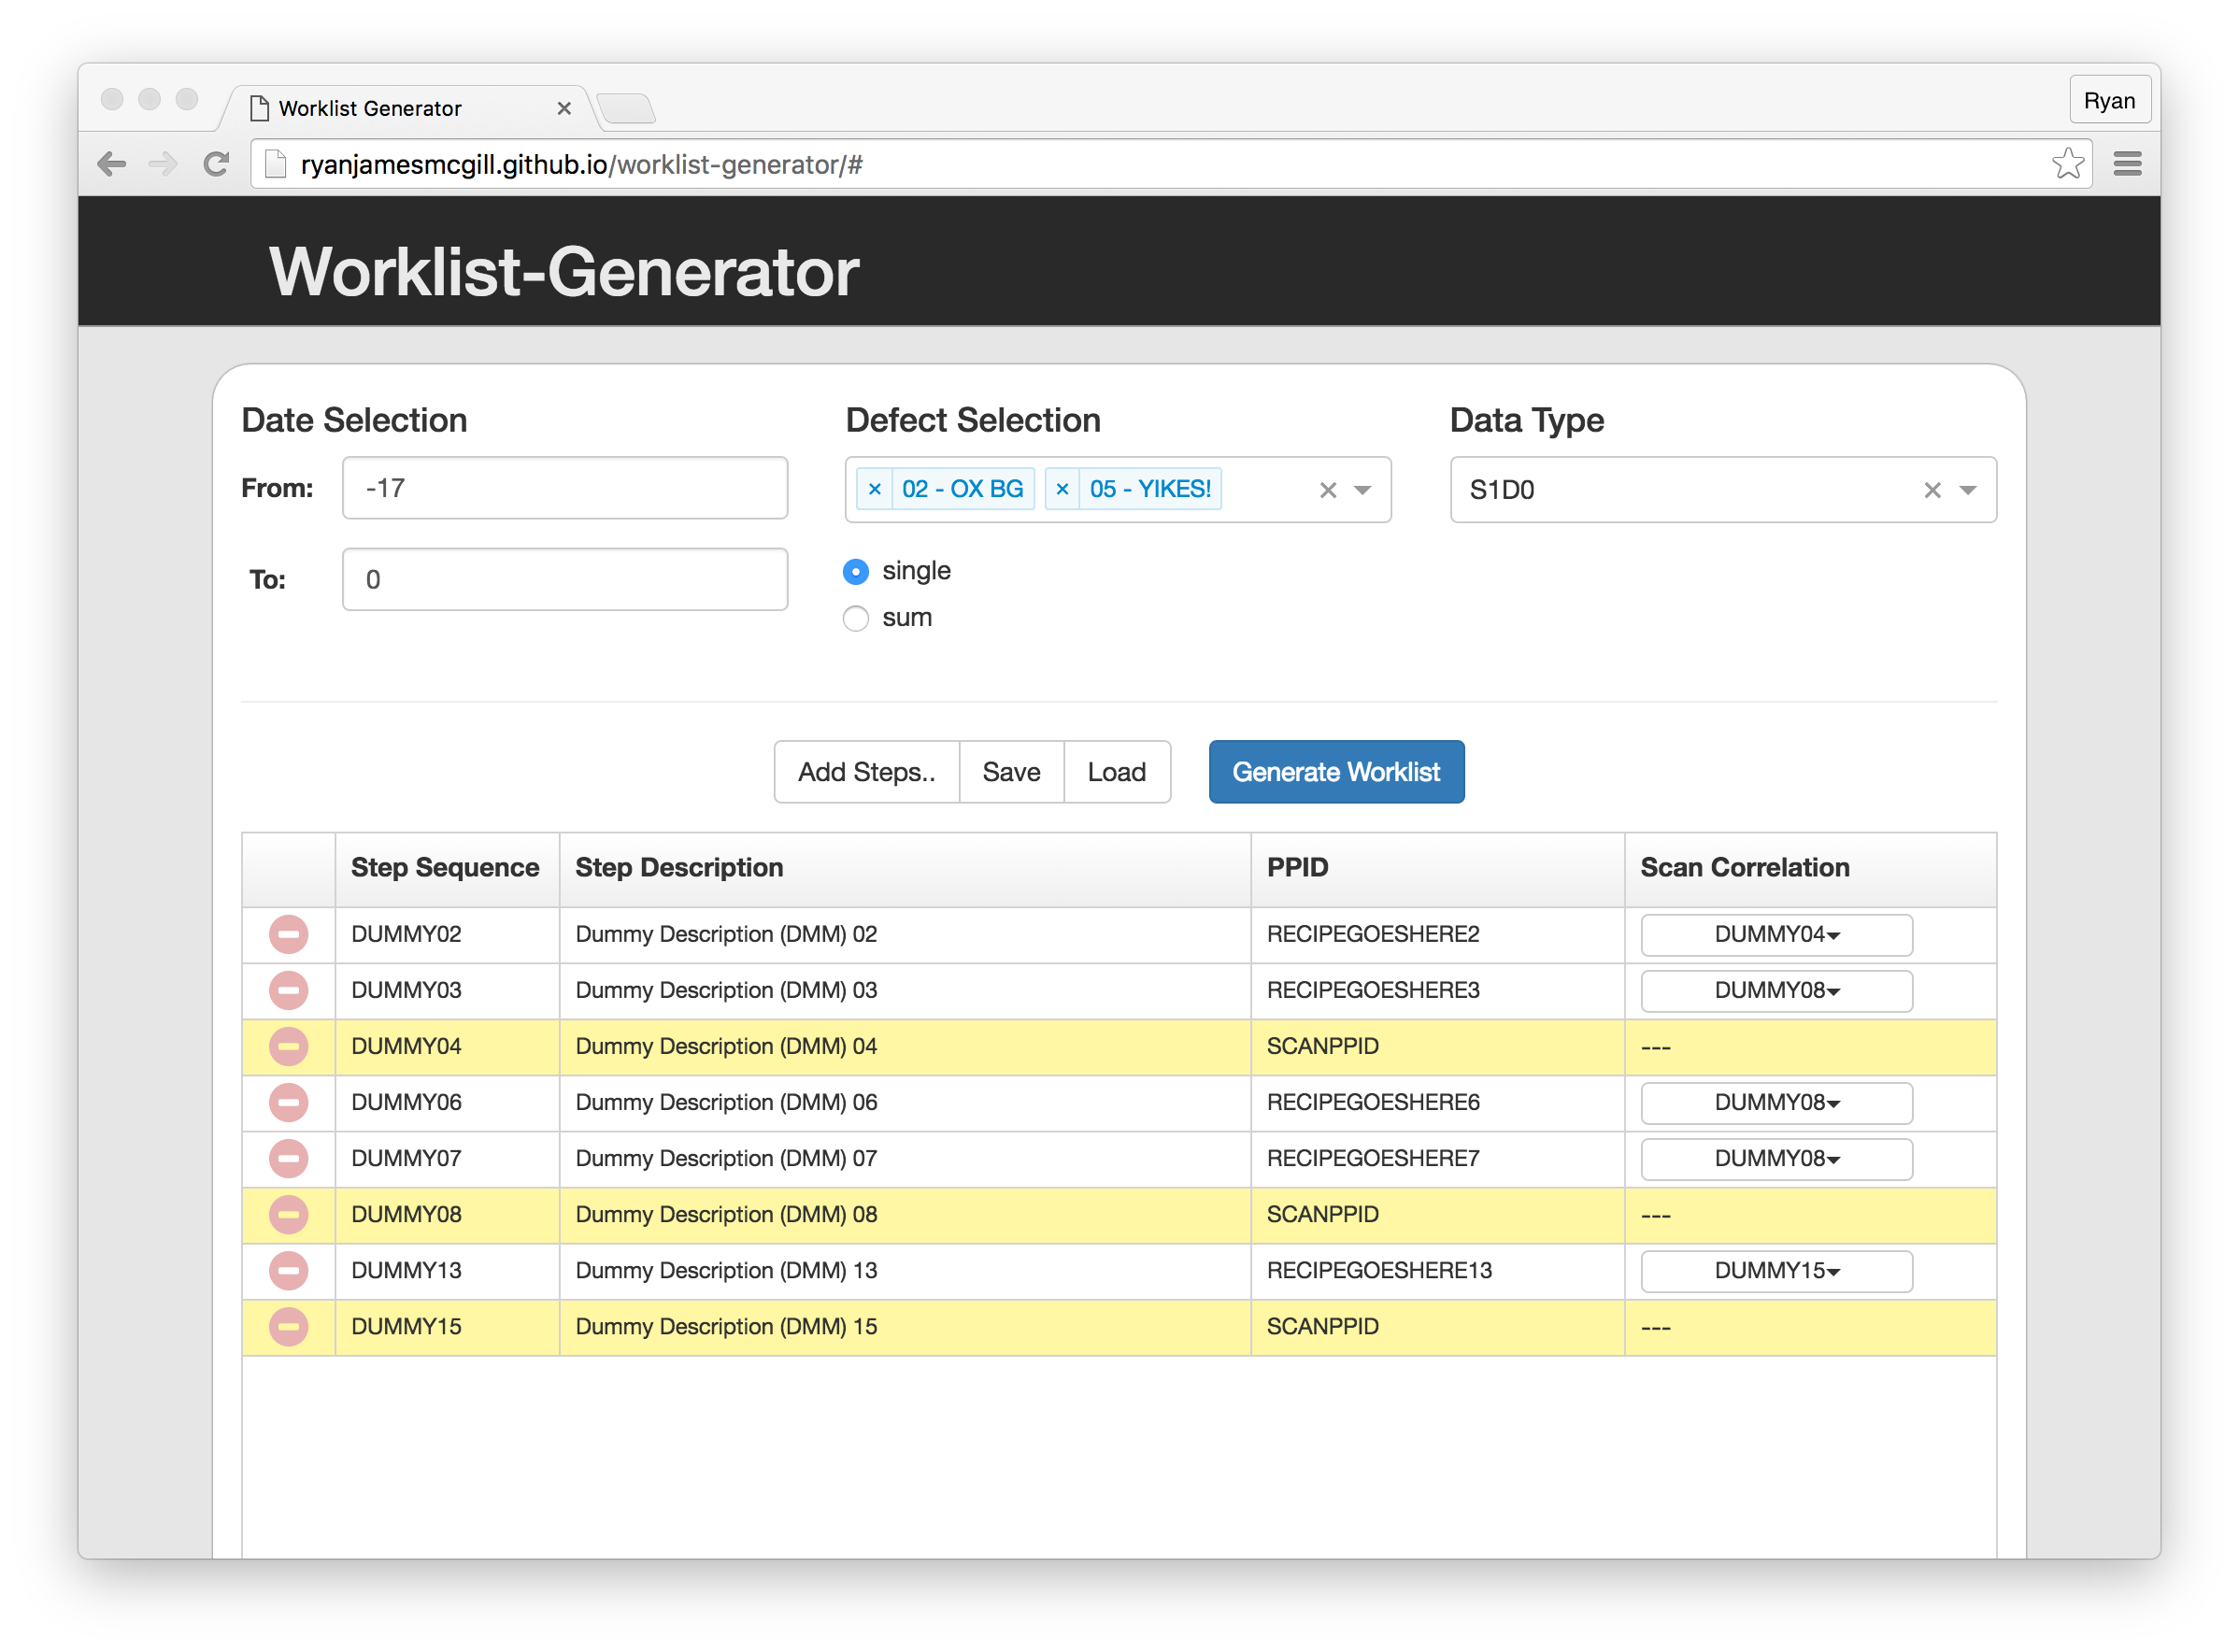 Worklist Generator
Ryan
ryanjamesmcgill.github.io/worklist-generator/#
Worklist-Generator
Date Selection
Defect Selection
Data Type
From:
-17
× 02 - OX BG × 05 - YIKES!
S1D0
To:
0
single
sum
Add Steps..
Save
Load
Generate Worklist
Step Sequence Step Description PPID Scan Correlation
DUMMY02 Dummy Description (DMM) 02 RECIPEGOESHERE2 DUMMY04
DUMMY03 Dummy Description (DMM) 03 RECIPEGOESHERE3 DUMMY08
DUMMY04 Dummy Description (DMM) 04 SCANPPID ---
DUMMY06 Dummy Description (DMM) 06 RECIPEGOESHERE6 DUMMY08
DUMMY07 Dummy Description (DMM) 07 RECIPEGOESHERE7 DUMMY08
DUMMY08 Dummy Description (DMM) 08 SCANPPID ---
DUMMY13 Dummy Description (DMM) 13 RECIPEGOESHERE13 DUMMY15
DUMMY15 Dummy Description (DMM) 15 SCANPPID ---